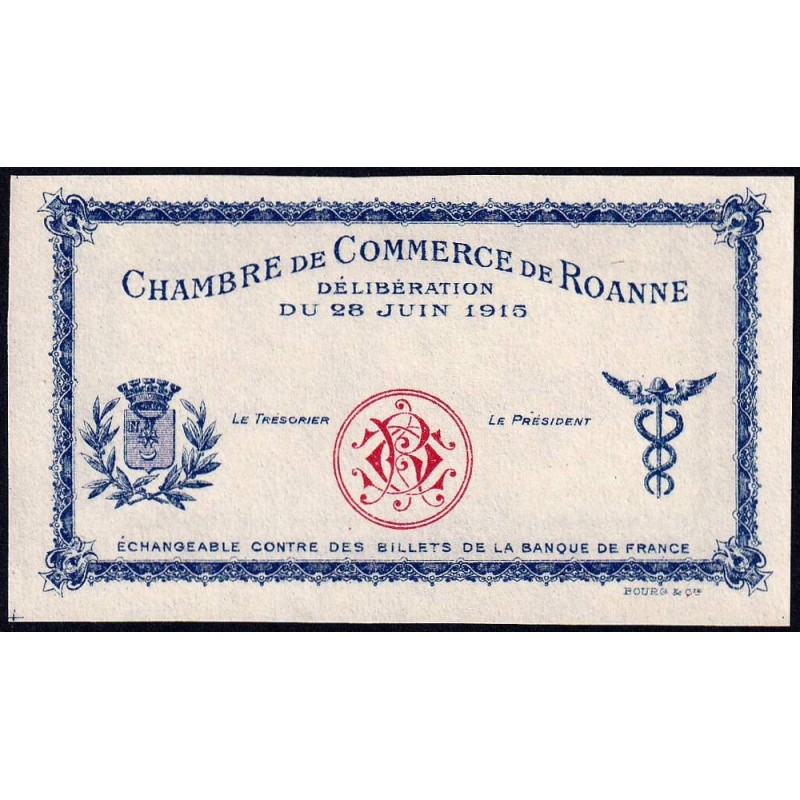 CHAMBRE DE COMMERCE DE ROANNE
DÉLIBÉRATION
DU 28 JUIN 1915
LE TRÉSORIER
LE PRÉSIDENT
ÉCHANGEABLE CONTRE DES BILLETS DE LA BANQUE DE FRANCE
BOURG & Cie